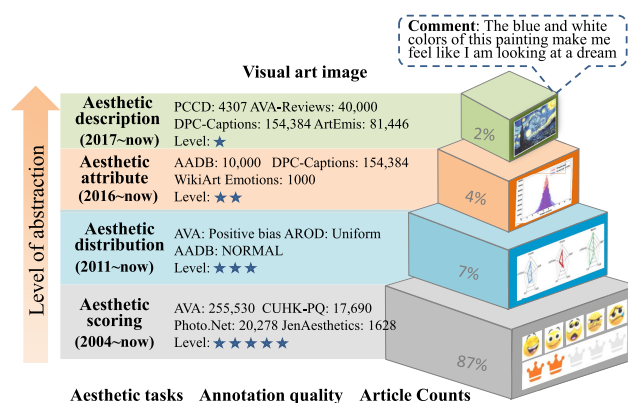 Comment: The blue and white
colors of this painting make me
feel like I am looking at a dream
Visual art image
Level of abstraction
Aesthetic
description
(2017~now)
PCCD: 4307 AVA-Reviews: 40,000
DPC-Captions: 154,384 ArtEmis: 81,446
Level:
2%
Aesthetic
attribute
(2016~now)
AADB: 10,000 DPC-Captions: 154,384
WikiArt Emotions: 1000
Level:
4%
Aesthetic
distribution
(2011~now)
AVA: Positive bias AROD: Uniform
AADB: NORMAL
Level:
7%
Aesthetic
scoring
(2004~now)
AVA: 255,530 CUHK-PQ: 17,690
Photo.Net: 20,278 JenAesthetics: 1628
Level:
87%
Aesthetic tasks Annotation quality Article Counts